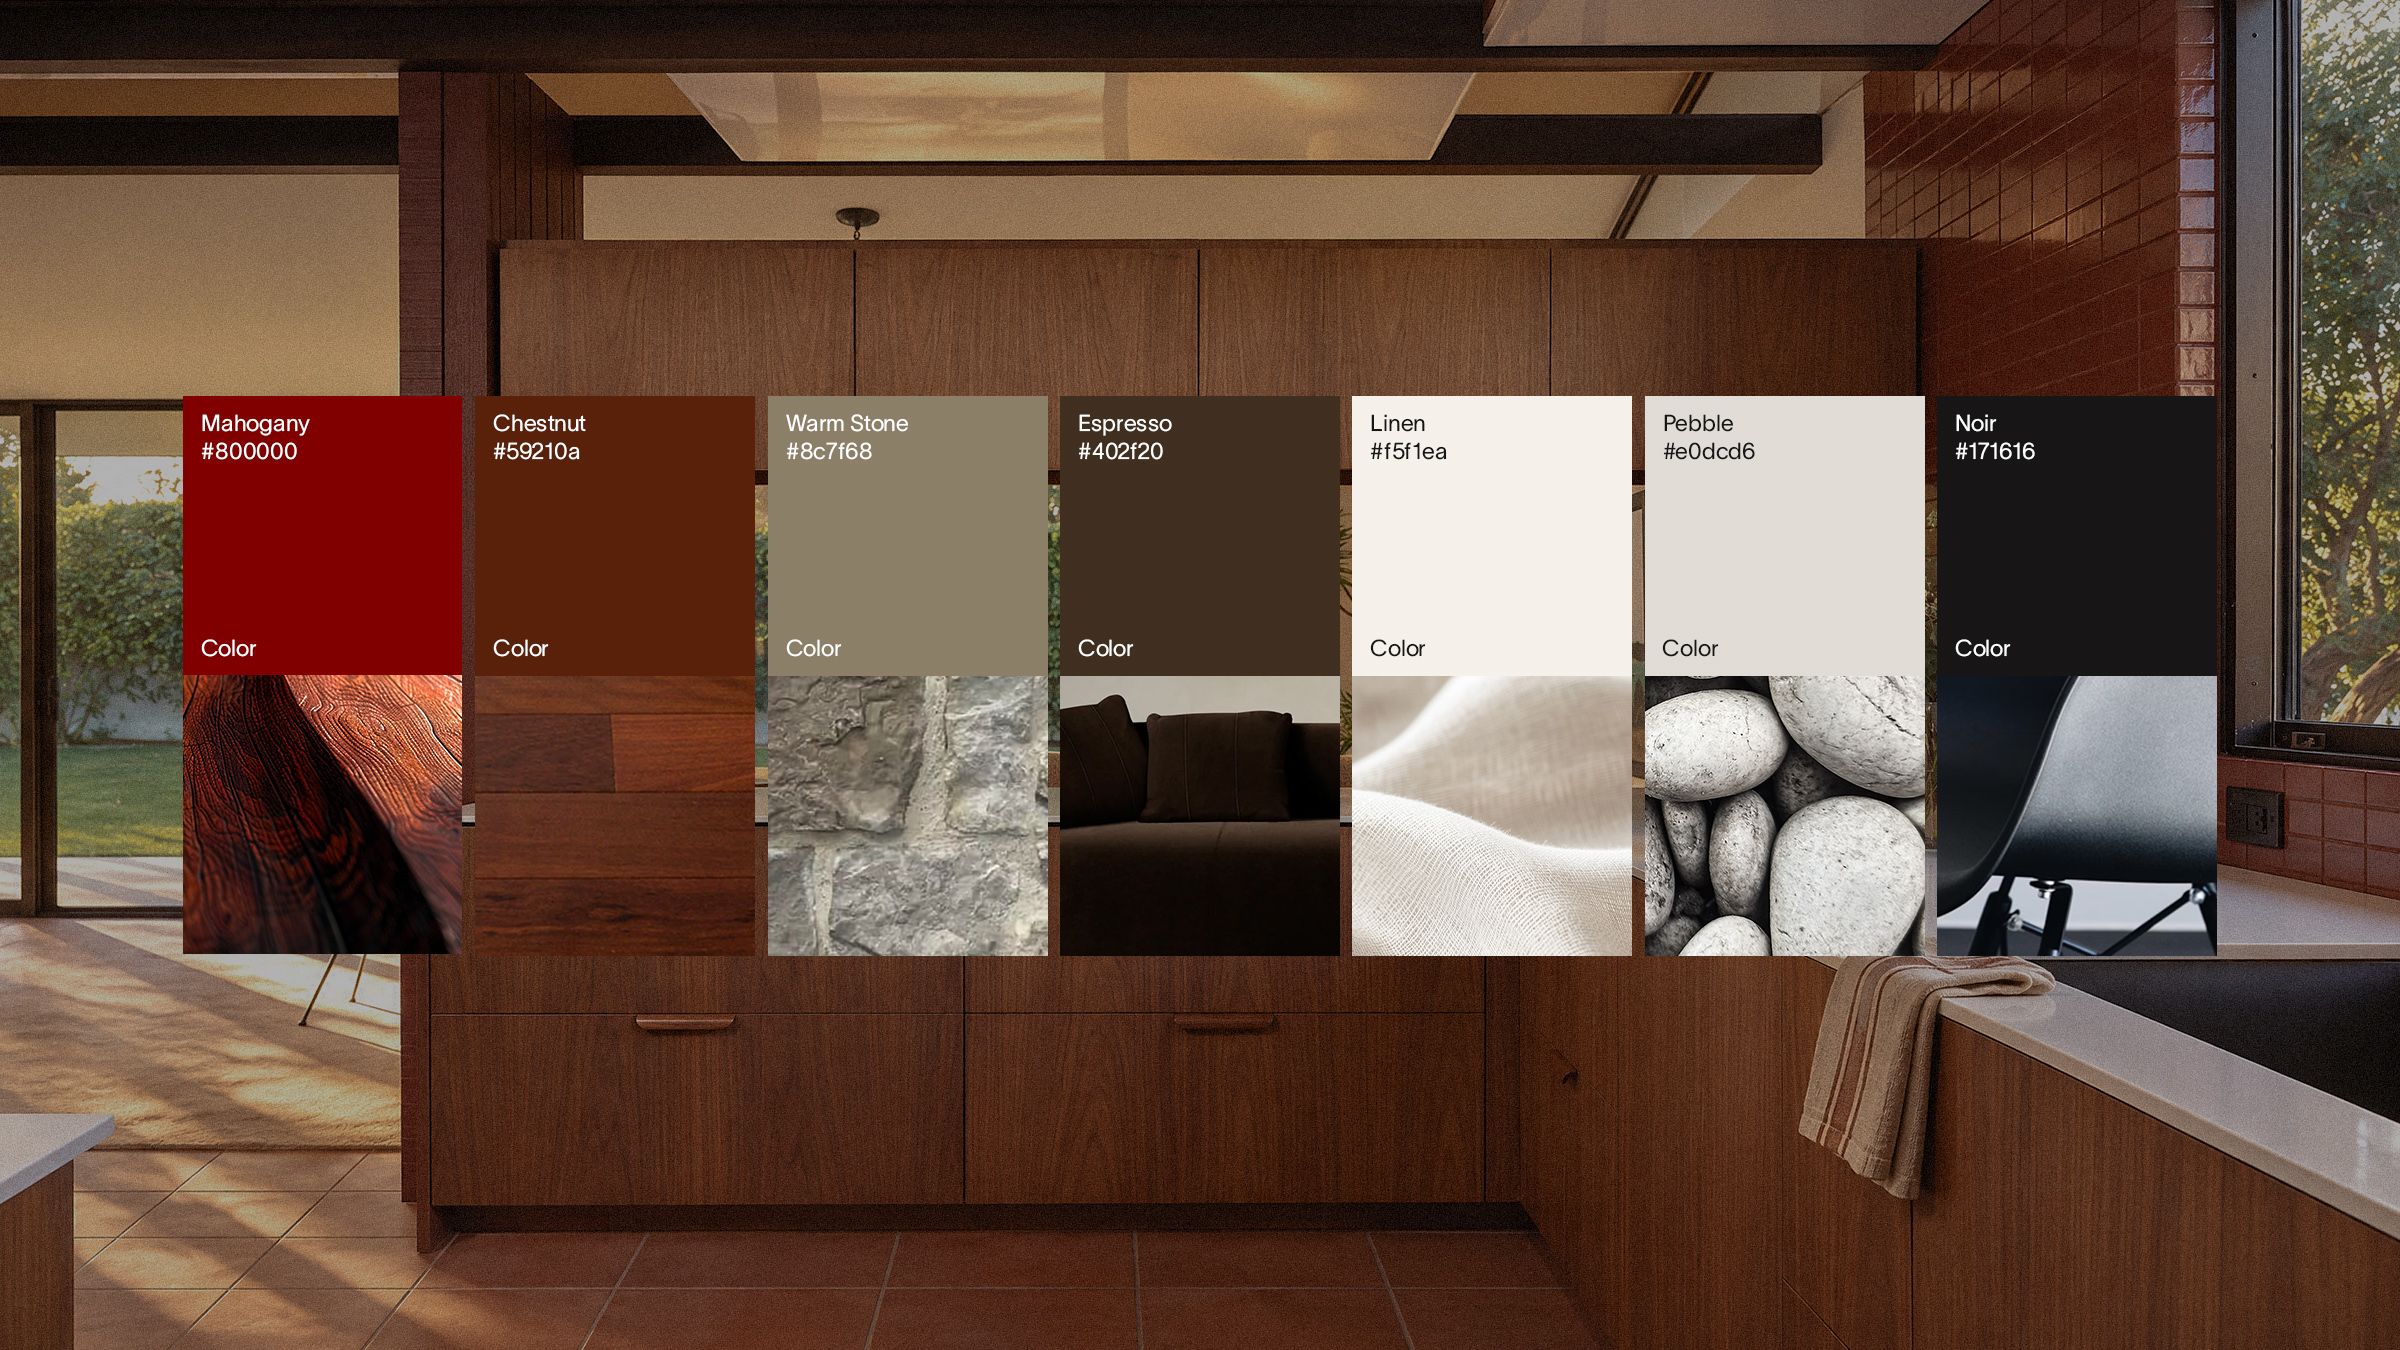 Mahogany
#800000
Color
Chestnut
#59210a
Color
Warm Stone
#8c7f68
Color
Espresso
#402f20
Color
Linen
#f5f1ea
Color
Pebble
#e0dcd6
Color
Noir
#171616
Color